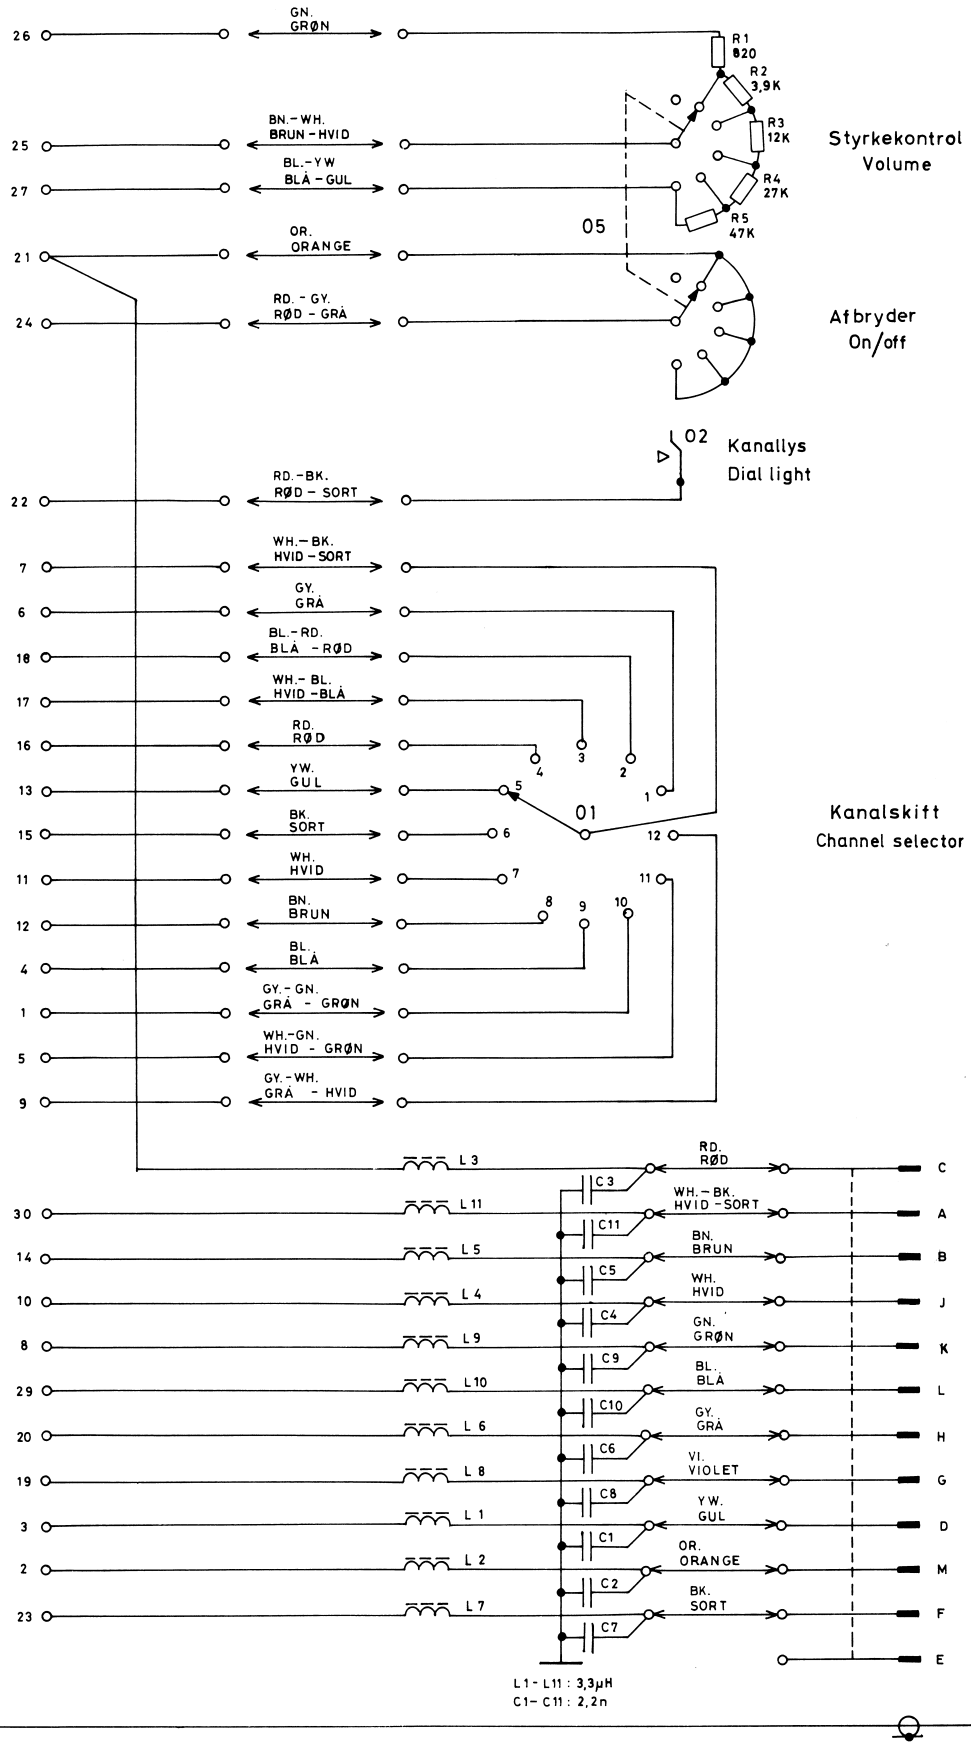 26
GN.
GRØN
R1
820
R2
3,9K
R3
12K
R4
27K
R5
47K
25
BN.-WH.
BRUN-HVID
27
BL.-YW
BLÅ-GUL
Styrkekontrol
Volume
O5
21
OR.
ORANGE
24
RD.-GY.
RØD-GRÅ
Afbryder
On/off
O2
Kanallys
Dial light
22
RD.-BK.
RØD-SORT
7
WH.-BK.
HVID-SORT
6
GY.
GRÅ
18
BL.-RD.
BLÅ-RØD
17
WH.-BL.
HVID-BLÅ
16
RD.
RØD
4
3
2
13
YW.
GUL
5
1
O1
Kanalskift
Channel selector
15
BK.
SORT
6
12
11
WH.
HVID
7
11
12
BN.
BRUN
8
9
10
4
BL.
BLÅ
1
GY.-GN.
GRÅ - GRØN
5
WH.-GN.
HVID - GRØN
9
GY.-WH.
GRÅ - HVID
L3
C3
RD.
RØD
C
30
L11
C11
WH.-BK.
HVID-SORT
A
14
L5
C5
BN.
BRUN
B
10
L4
C4
WH.
HVID
J
8
L9
C9
GN.
GRØN
K
29
L10
C10
BL.
BLÅ
L
20
L6
C6
GY.
GRÅ
H
19
L8
C8
VI.
VIOLET
G
3
L1
C1
YW.
GUL
D
2
L2
C2
OR.
ORANGE
M
23
L7
C7
BK.
SORT
F
E
L1-L11: 3,3µH
C1-C11: 2,2n